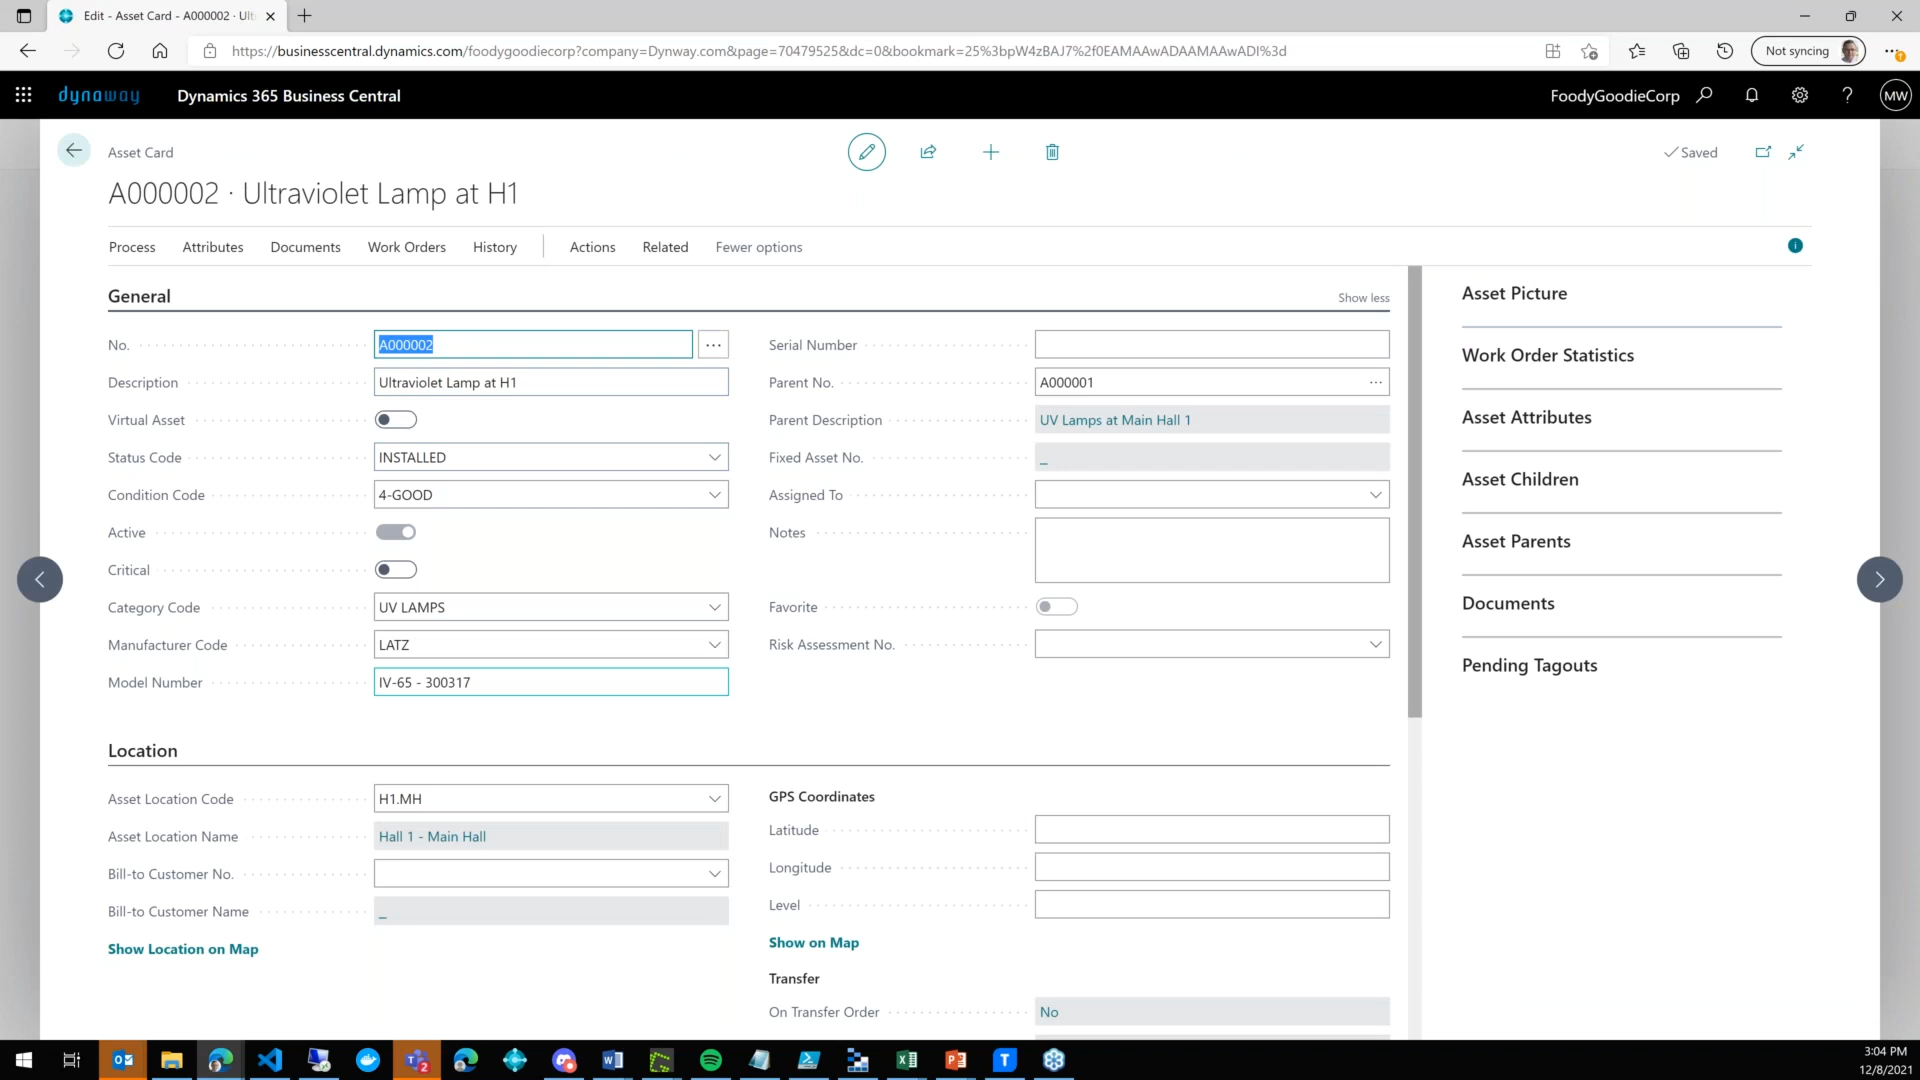 Edit - Asset Card - A000002 · Ult
https://businesscentral.dynamics.com/foodygoodiecorp?company=Dynway.com&page=70479525&dc=0&bookmark=25%3bpW4zBAJ7%2f0EAMAAwADAAMAAwADI%3d
Not syncing
dynaway
Dynamics 365 Business Central
FoodyGoodieCorp
?
MW
Asset Card
Saved
A000002 · Ultraviolet Lamp at H1
Process
Attributes
Documents
Work Orders
History
Actions
Related
Fewer options
General
Show less
No.
A000002
Description
Ultraviolet Lamp at H1
Virtual Asset
Status Code
INSTALLED
Condition Code
4-GOOD
Active
Critical
Category Code
UV LAMPS
Manufacturer Code
LATZ
Model Number
IV-65 - 300317
Serial Number
Parent No.
A000001
Parent Description
UV Lamps at Main Hall 1
Fixed Asset No.
_
Assigned To
Notes
Favorite
Risk Assessment No.
Location
Asset Location Code
H1.MH
Asset Location Name
Hall 1 - Main Hall
Bill-to Customer No.
Bill-to Customer Name
_
Show Location on Map
GPS Coordinates
Latitude
Longitude
Level
Show on Map
Transfer
On Transfer Order
No
Asset Picture
Work Order Statistics
Asset Attributes
Asset Children
Asset Parents
Documents
Pending Tagouts
3:04 PM
12/8/2021